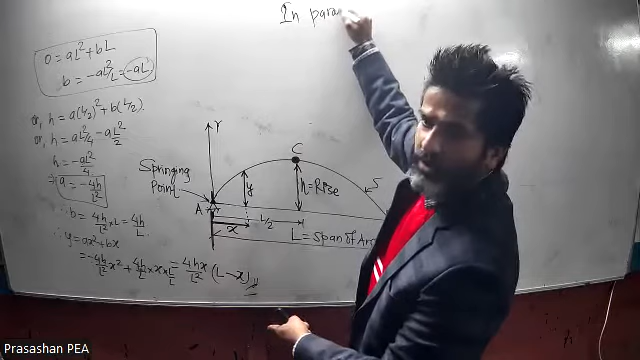 In para
0 = aL² + bL
b = -aL²/L = -aL
or, h = a(L/2)² + b(L/2)
or, h = aL²/4 - aL²/2
h = -aL²/4
⇒ a = -4h/L²
∴ b = 4h/L² × L = 4h/L
∴ y = ax² + bx
= -4h/L² x² + 4h/L × x × L/L = 4hx/L² (L - x)
Y
C
Springing
Point
y
h = Rise
S
A
x
L/2
L = Span of Arc
Prasashan PEA